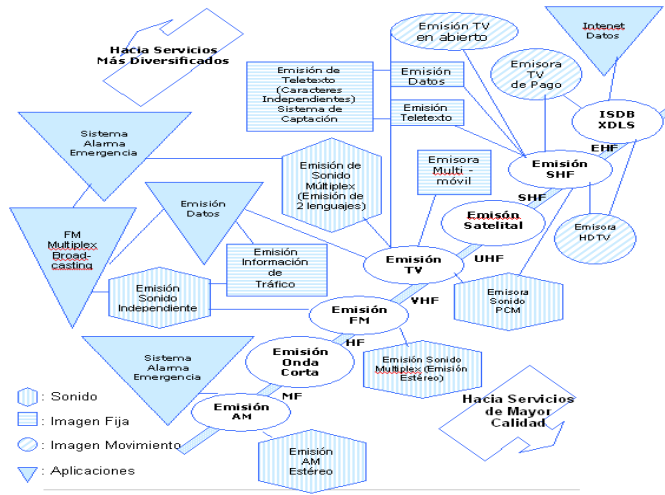 Hacia Servicios
Más Diversificados
Emisión TV
en abierto
Intenet
Datos
Emisión de
Teletexto
(Caracteres
Independientes)
Sistema de
Captación
Emisión
Datos
Emisión
Teletexto
Emisora
TV
de Pago
ISDB
XDLS
EHF
Sistema
Alarma
Emergencia
Emisión de
Sonido
Múltiplex
(Emisión de
2 lenguajes)
Emisora
Multi -
móvil
Emisión
SHF
SHF
Emisón
Satelital
Emisora
HDTV
Emisión
Datos
FM
Multiplex
Broad-
casting
Emisión
Información
de
Tráfico
Emisión
TV
UHF
Emisión
Sonido
Independiente
VHF
Emisora
Sonido
PCM
Emisión
FM
HF
Sistema
Alarma
Emergencia
Emisión
Onda
Corta
Emisión Sonido
Multiplex (Emisión
Estéreo)
MF
Emisión
AM
Hacia Servicios
de Mayor
Calidad
Emisión
AM
Estéreo
: Sonido
: Imagen Fija
: Imagen Movimiento
: Aplicaciones